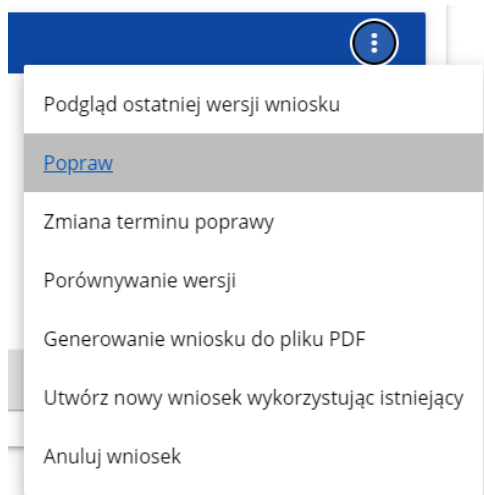 Podgląd ostatniej wersji wniosku
Popraw
Zmiana terminu poprawy
Porównywanie wersji
Generowanie wniosku do pliku PDF
Utwórz nowy wniosek wykorzystując istniejący
Anuluj wniosek